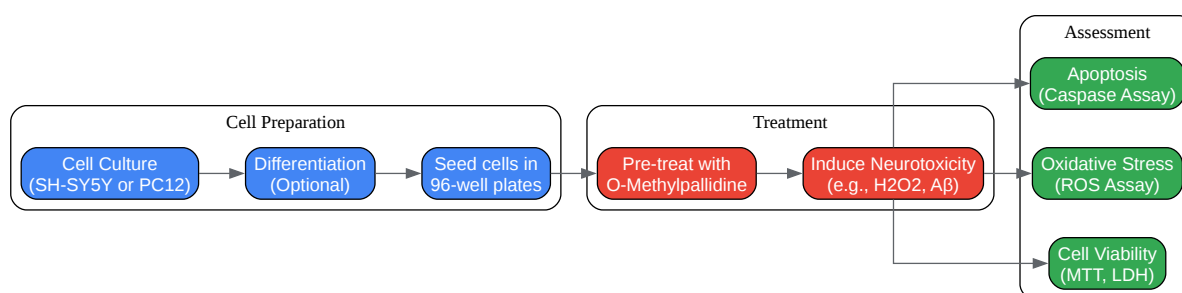 Cell Preparation
Cell Culture
(SH-SY5Y or PC12)
Differentiation
(Optional)
Seed cells in
96-well plates
Treatment
Pre-treat with
O-Methylpallidine
Induce Neurotoxicity
(e.g., H2O2, Aβ)
Assessment
Apoptosis
(Caspase Assay)
Oxidative Stress
(ROS Assay)
Cell Viability
(MTT, LDH)